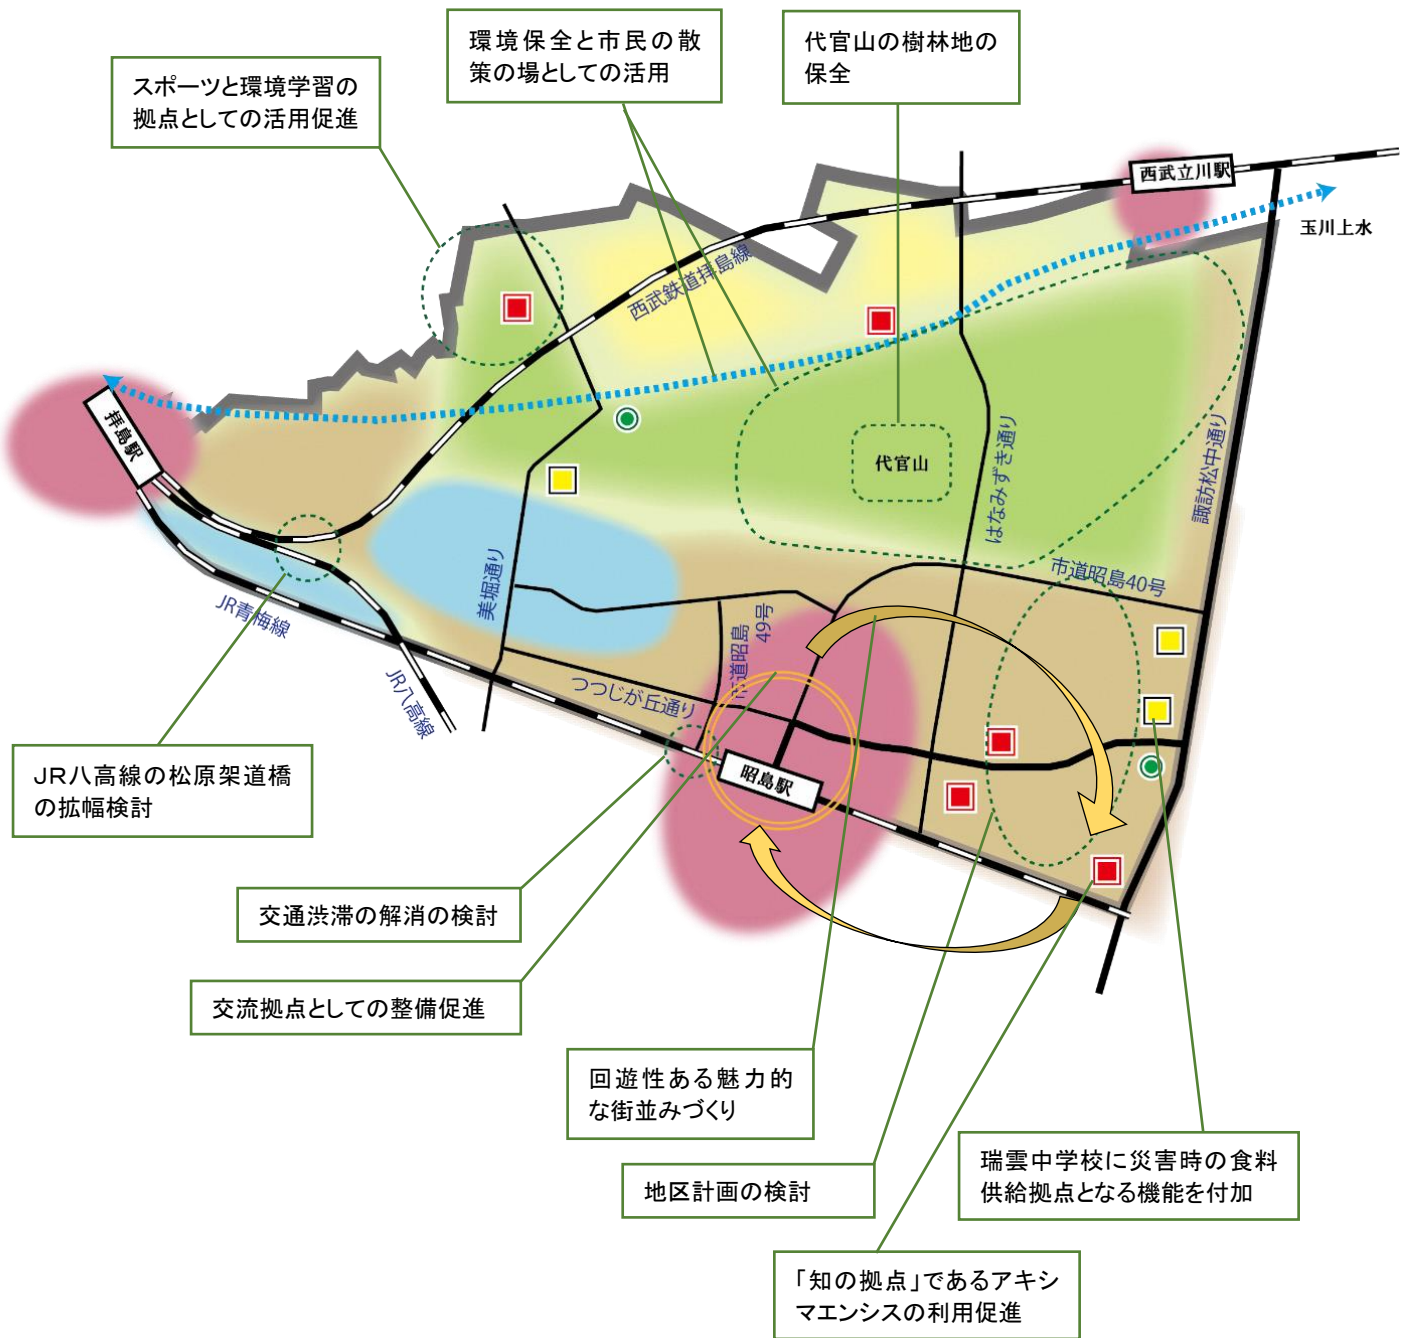 環境保全と市民の散
策の場としての活用
代官山の樹林地の
保全
スポーツと環境学習の
拠点としての活用促進
西武立川駅
玉川上水
西武鉄道拝島線
拝島駅
代官山
はなみずき通り
諏訪松中通り
美堀通り
市道昭島40号
JR青梅線
市道昭島
49号
つつじが丘通り
JR八高線
昭島駅
JR八高線の松原架道橋
の拡幅検討
交通渋滞の解消の検討
交流拠点としての整備促進
回遊性ある魅力的
な街並みづくり
地区計画の検討
瑞雲中学校に災害時の食料
供給拠点となる機能を付加
「知の拠点」であるアキシ
マエンシスの利用促進